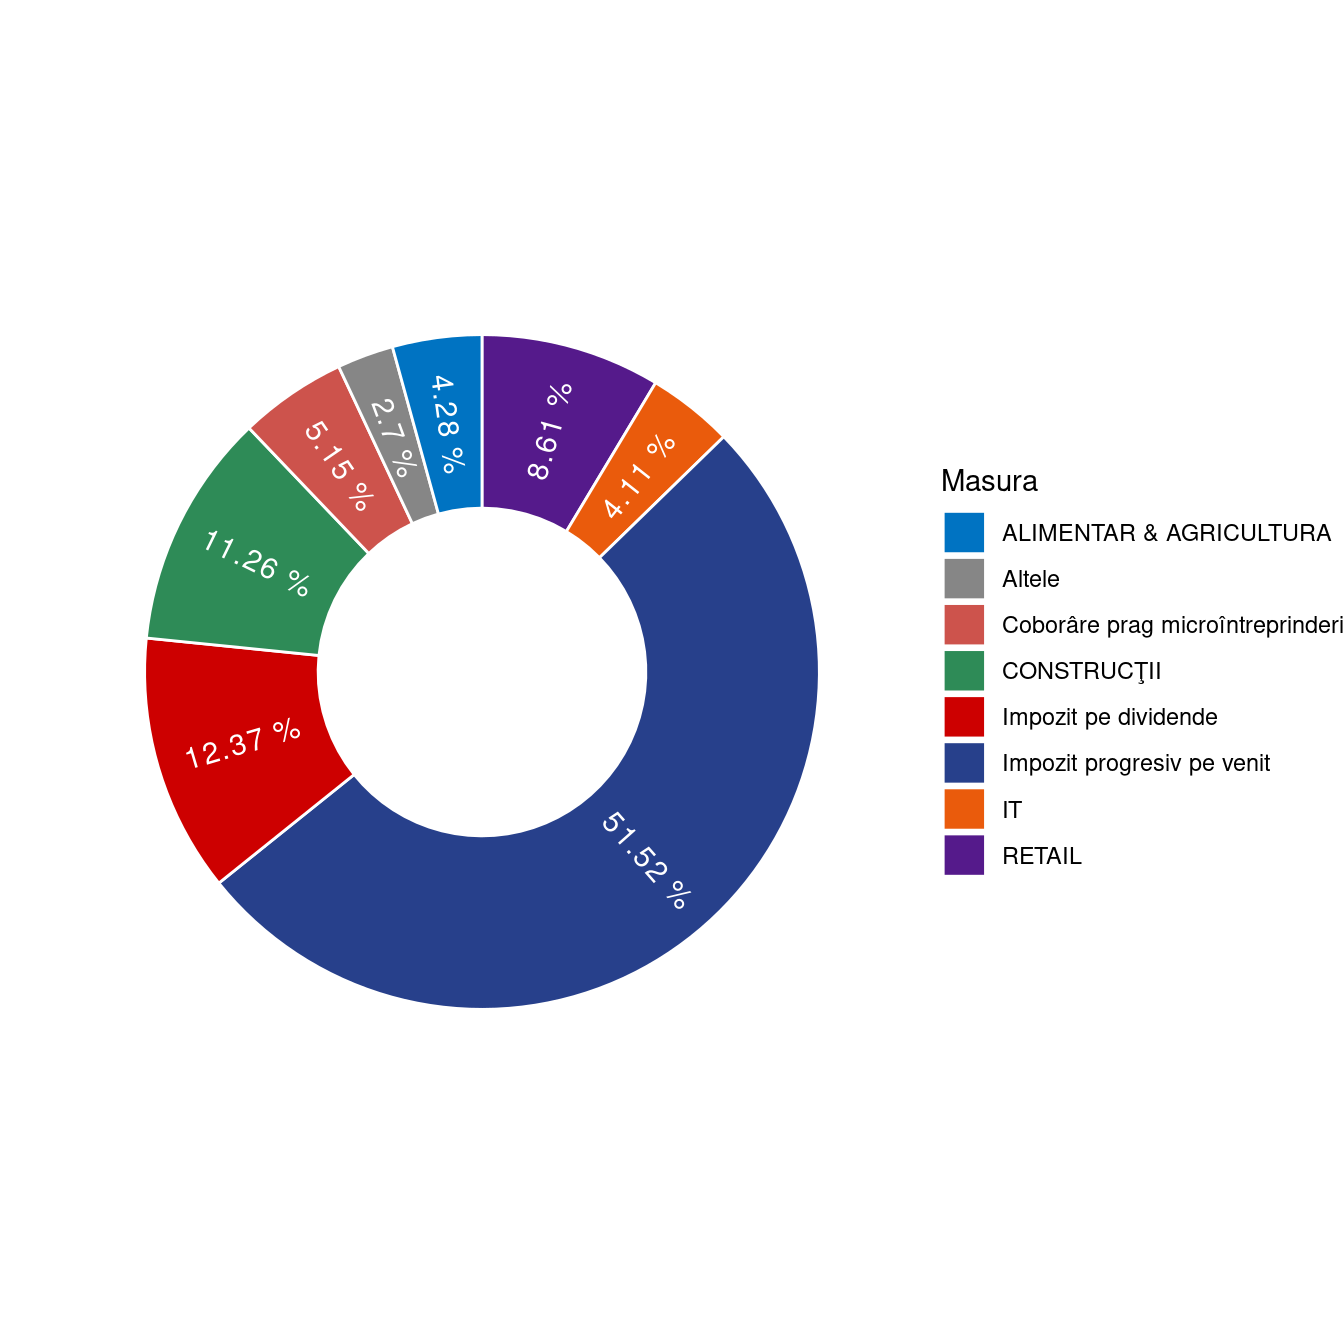 4.28 %
8.61 %
2.7 %
4.11 %
5.15 %
11.26 %
12.37 %
51.52 %
Masura
ALIMENTAR & AGRICULTURA
Altele
Coborâre prag microîntreprinderi
CONSTRUCŢII
Impozit pe dividende
Impozit progresiv pe venit
IT
RETAIL